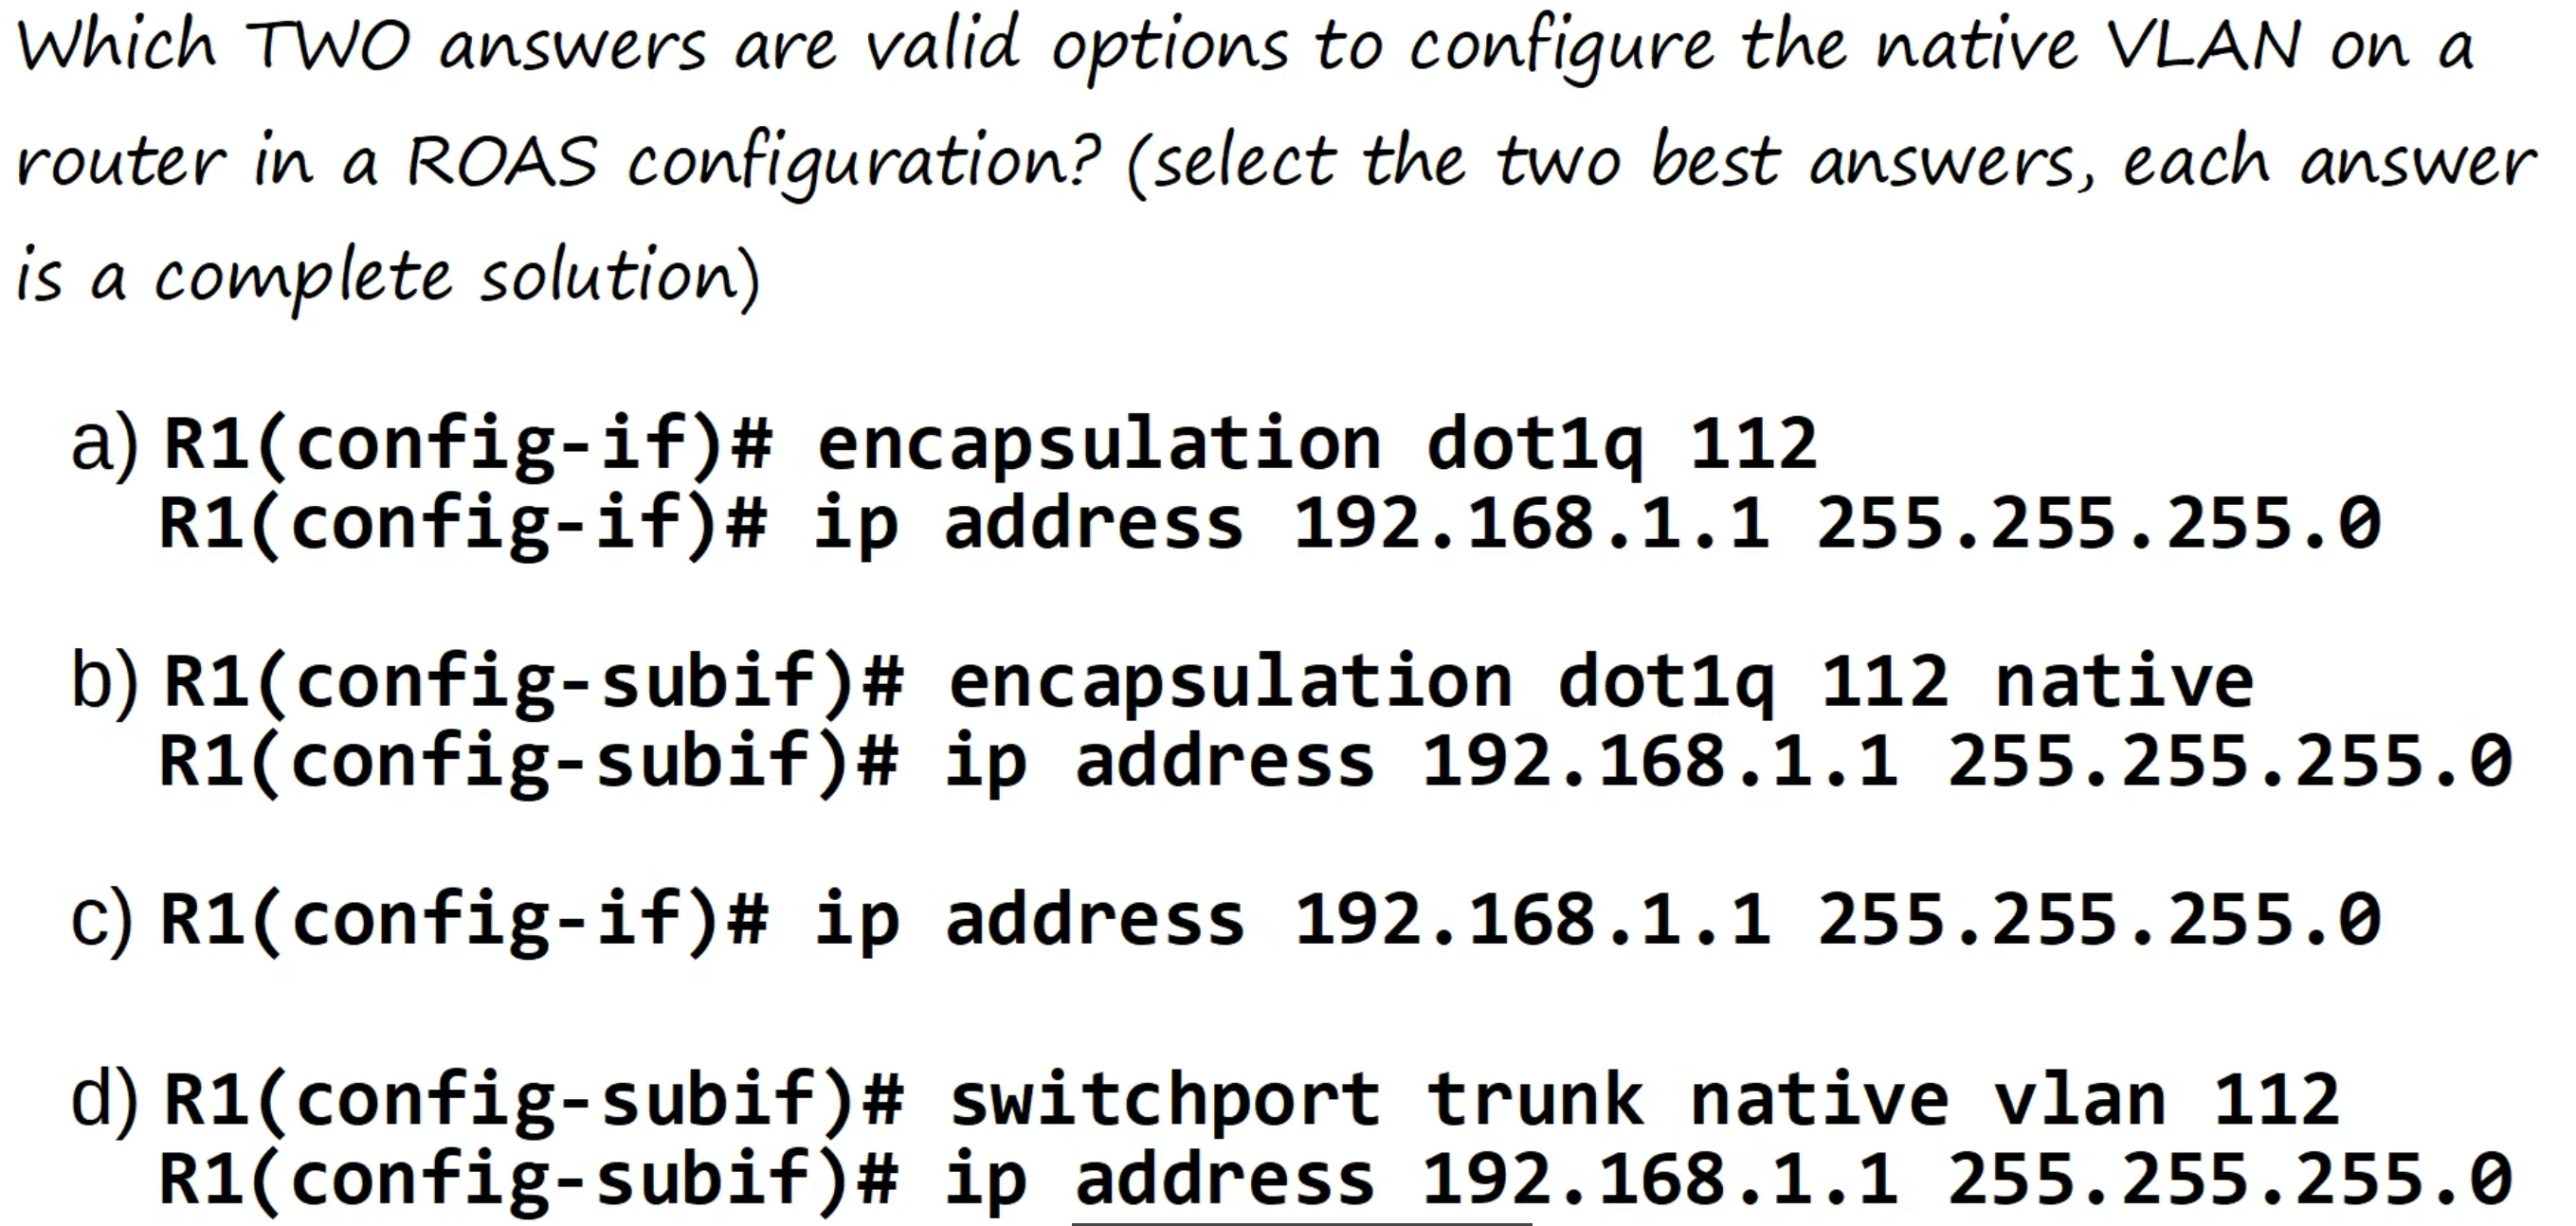 Which TWO answers are valid options to configure the native VLAN on a
router in a ROAS configuration? (select the two best answers, each answer
is a complete solution)
a) R1(config-if)# encapsulation dot1q 112
R1(config-if)# ip address 192.168.1.1 255.255.255.0
b) R1(config-subif)# encapsulation dot1q 112 native
R1(config-subif)# ip address 192.168.1.1 255.255.255.0
c) R1(config-if)# ip address 192.168.1.1 255.255.255.0
d) R1(config-subif)# switchport trunk native vlan 112
R1(config-subif)# ip address 192.168.1.1 255.255.255.0